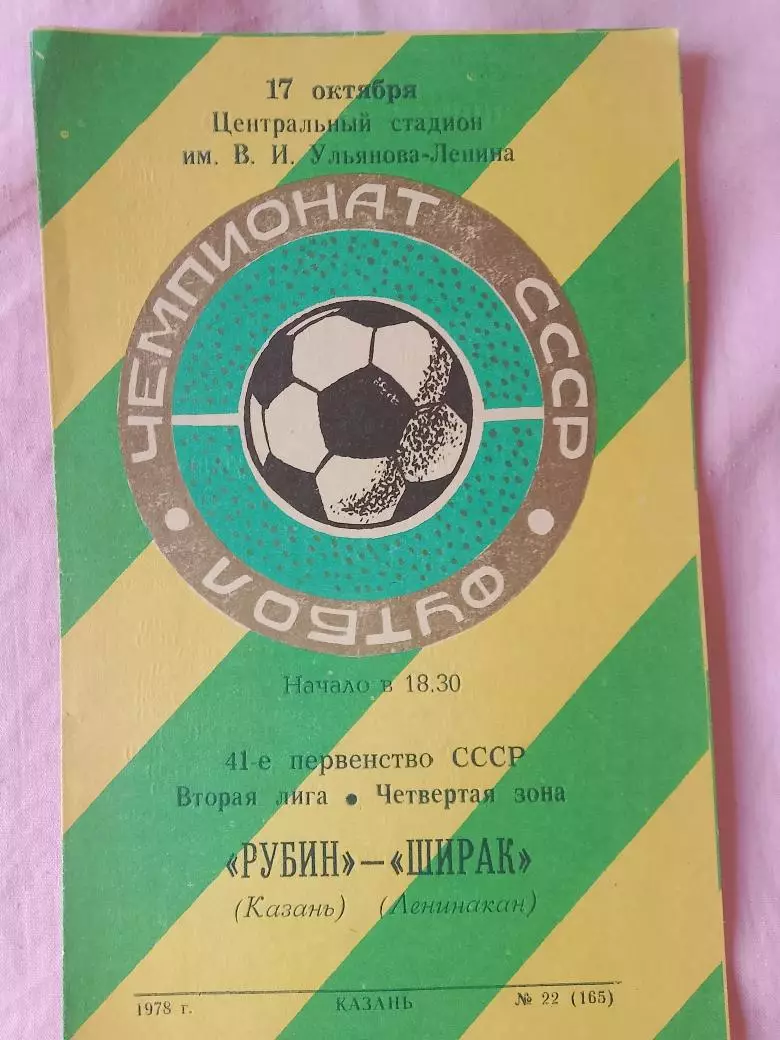 17 октября
Центральный стадион
им. В. И. Ульянова-Ленина
ЧЕМПИОНАТ СССР
ФУТБОЛ
Начало в 18.30
41-е первенство СССР
Вторая лига • Четвертая зона
«РУБИН»—«ШИРАК»
(Казань) (Ленинакан)
1978 г. КАЗАНЬ № 22 (165)